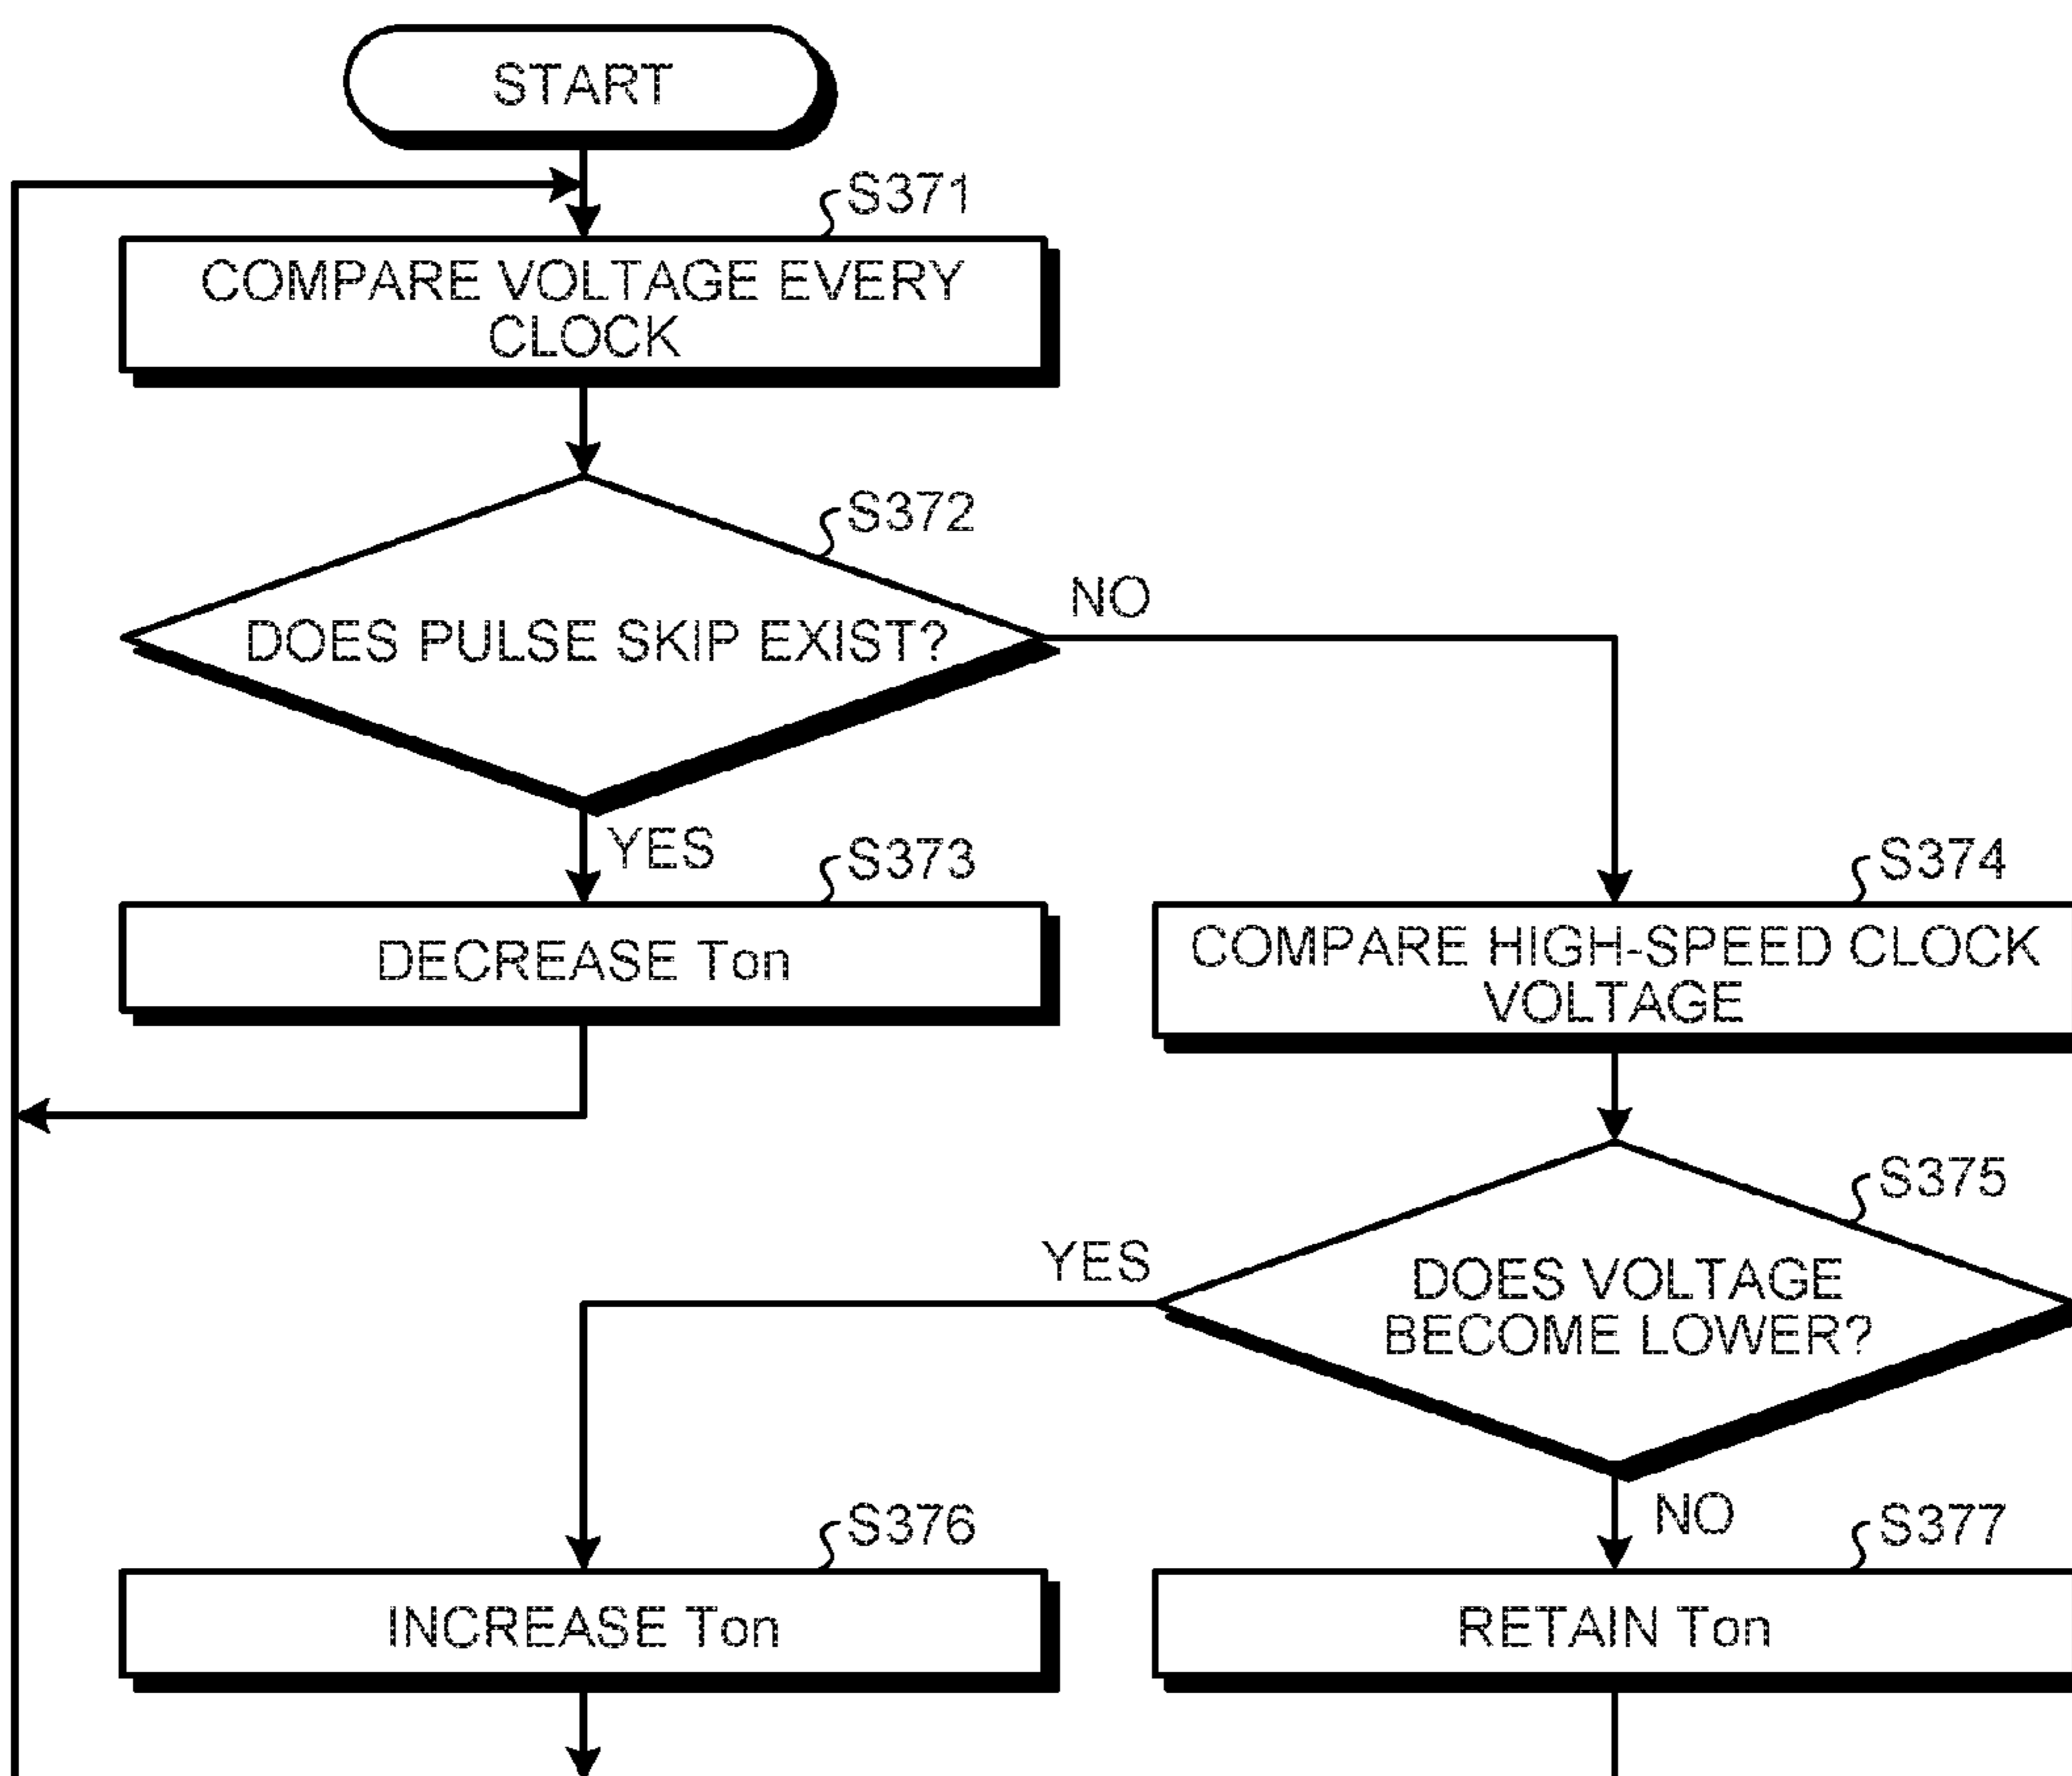 START
S371
COMPARE VOLTAGE EVERY
CLOCK
S372
DOES PULSE SKIP EXIST?
NO
YES
S373
DECREASE Ton
S374
COMPARE HIGH-SPEED CLOCK
VOLTAGE
S375
DOES VOLTAGE
BECOME LOWER?
YES
NO
S376
INCREASE Ton
S377
RETAIN Ton